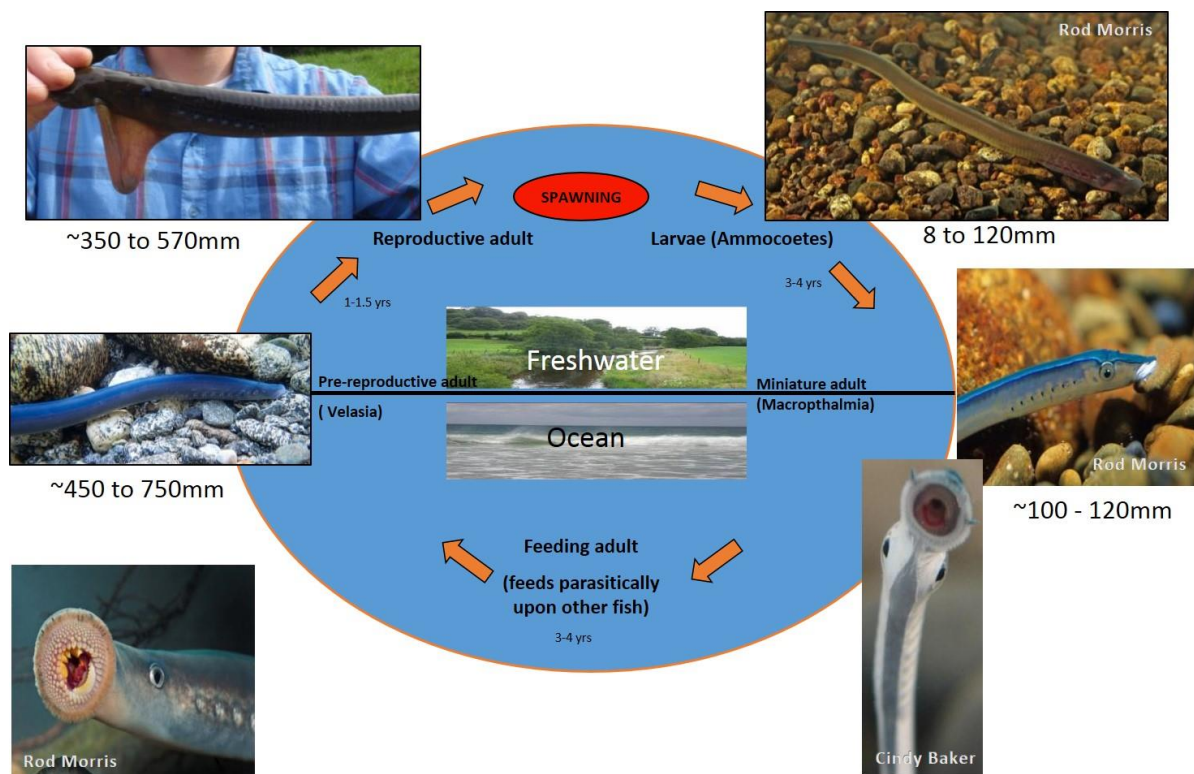 Rod Morris
~350 to 570mm
SPAWNING
Reproductive adult
Larvae (Ammocoetes)
8 to 120mm
1-1.5 yrs
3-4 yrs
Freshwater
Pre-reproductive adult
( Velasia)
Miniature adult
(Macropthalmia)
Ocean
Rod Morris
~450 to 750mm
~100 - 120mm
Feeding adult
(feeds parasitically
upon other fish)
3-4 yrs
Rod Morris
Cindy Baker